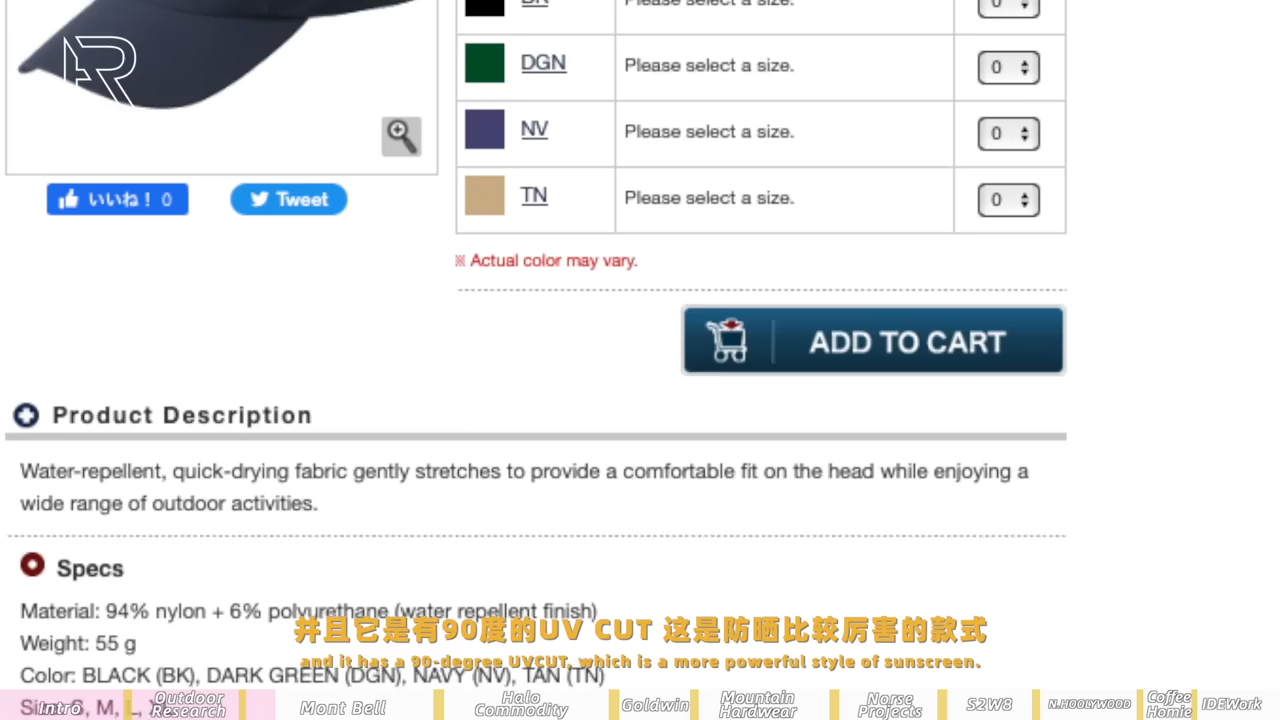 BK
Please select a size.
0
DGN
Please select a size.
0
NV
Please select a size.
0
TN
Please select a size.
0
いいね！ 0
Tweet
※ Actual color may vary.
ADD TO CART
Product Description
Water-repellent, quick-drying fabric gently stretches to provide a comfortable fit on the head while enjoying a
wide range of outdoor activities.
Specs
Material: 94% nylon + 6% polyurethane (water repellent finish)
Weight: 55 g
并且它是有90度的UV CUT 这是防晒比较厉害的款式
and it has a 90-degree UVCUT, which is a more powerful style of sunscreen.
Color: BLACK (BK), DARK GREEN (DGN), NAVY (NV), TAN (TN)
M, L,
Intro
Outdoor Research
Mont Bell
Halo Commodity
Goldwin
Mountain Hardwear
Norse Projects
S2W8
N.HOOLYWOOD
Coffee Homie
IDEWork